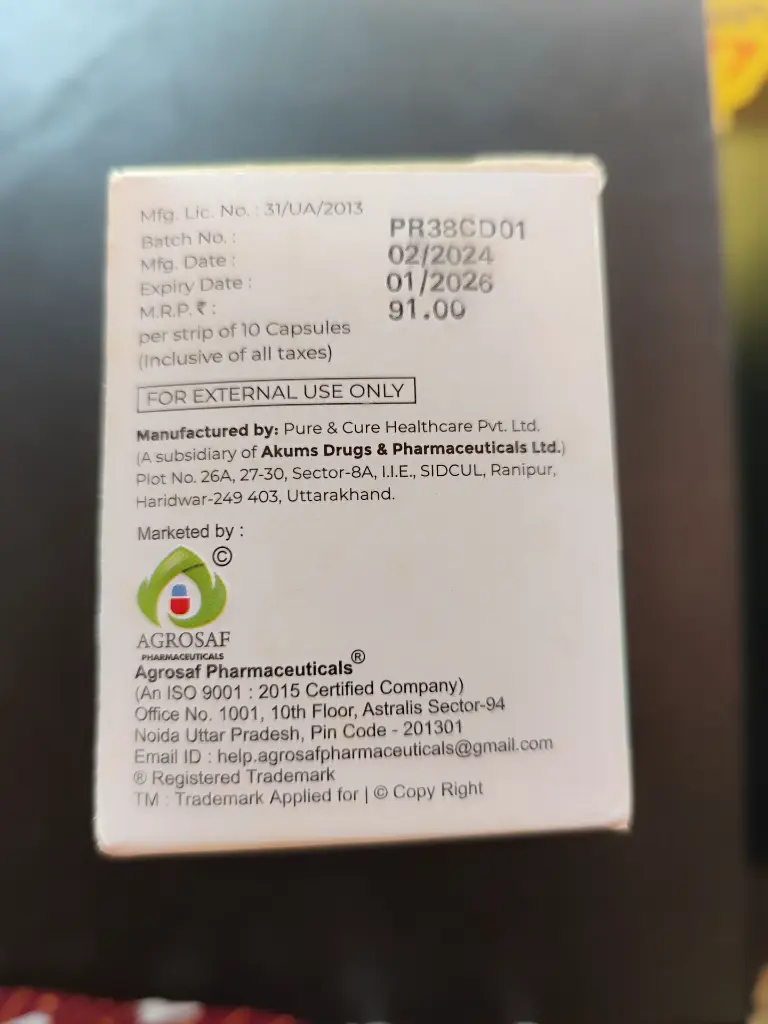 Mfg. Lic. No. : 31/UA/2013
Batch No. : PR38CD01
Mfg. Date : 02/2024
Expiry Date : 01/2026
M.R.P. ₹ : 91.00
per strip of 10 Capsules
(Inclusive of all taxes)
FOR EXTERNAL USE ONLY
Manufactured by: Pure & Cure Healthcare Pvt. Ltd.
(A subsidiary of Akums Drugs & Pharmaceuticals Ltd.)
Plot No. 26A, 27-30, Sector-8A, I.I.E., SIDCUL, Ranipur,
Haridwar-249 403, Uttarakhand.
Marketed by :
©
AGROSAF
PHARMACEUTICALS
Agrosaf Pharmaceuticals®
(An ISO 9001 : 2015 Certified Company)
Office No. 1001, 10th Floor, Astralis Sector-94
Noida Uttar Pradesh, Pin Code - 201301
Email ID : help.agrosafpharmaceuticals@gmail.com
® Registered Trademark
TM : Trademark Applied for | © Copy Right